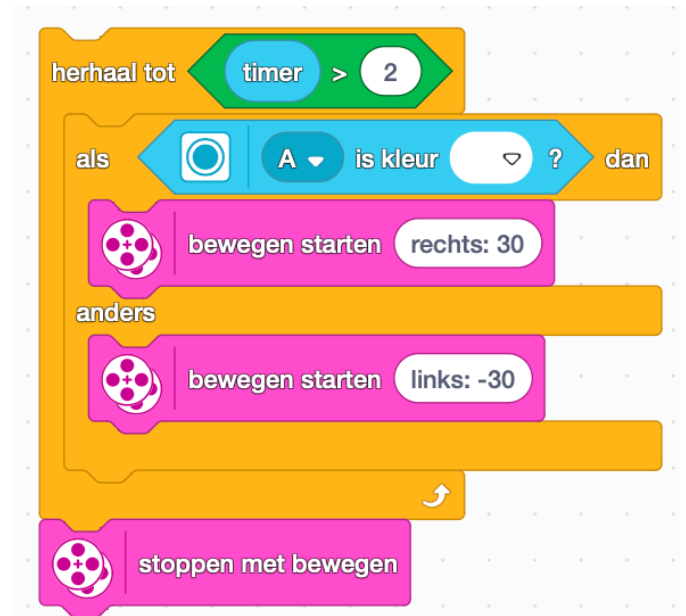 herhaal tot timer > 2
als A is kleur ? dan
bewegen starten rechts: 30
anders
bewegen starten links: -30
stoppen met bewegen